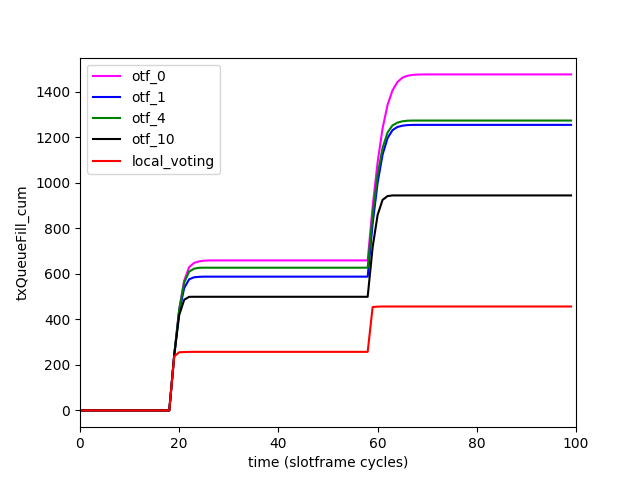 otf_0
otf_1
otf_4
otf_10
local_voting
1400
1200
1000
800
600
400
200
0
txQueueFill_cum
0 20 40 60 80 100
time (slotframe cycles)